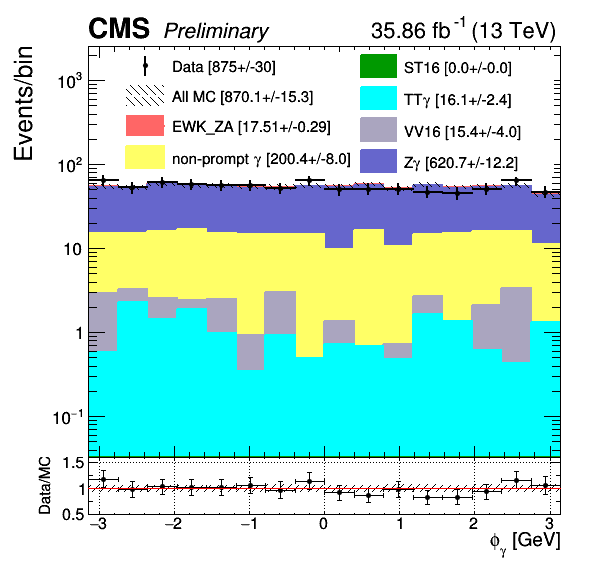 CMS Preliminary 35.86 fb⁻¹ (13 TeV)
Events/bin
Data [875+/-30]
All MC [870.1+/-15.3]
EWK_ZA [17.51+/-0.29]
non-prompt γ [200.4+/-8.0]
ST16 [0.0+/-0.0]
TTγ [16.1+/-2.4]
VV16 [15.4+/-4.0]
Zγ [620.7+/-12.2]
10³
10²
10
1
10⁻¹
Data/MC
1.5
1
0.5
−3 −2 −1 0 1 2 3
ϕγ [GeV]